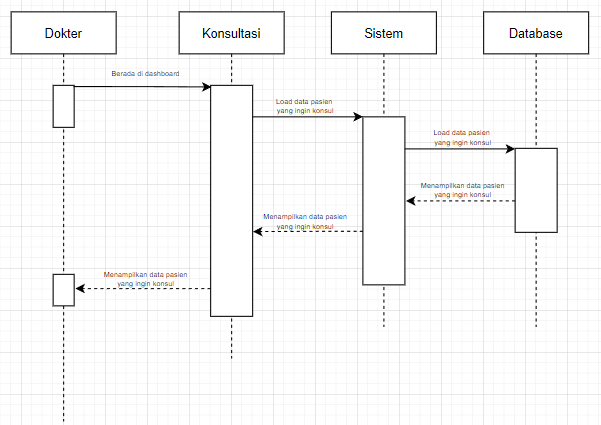 Dokter
Konsultasi
Sistem
Database
Berada di dashboard
Load data pasien
yang ingin konsul
Load data pasien
yang ingin konsul
Menampilkan data pasien
yang ingin konsul
Menampilkan data pasien
yang ingin konsul
Menampilkan data pasien
yang ingin konsul